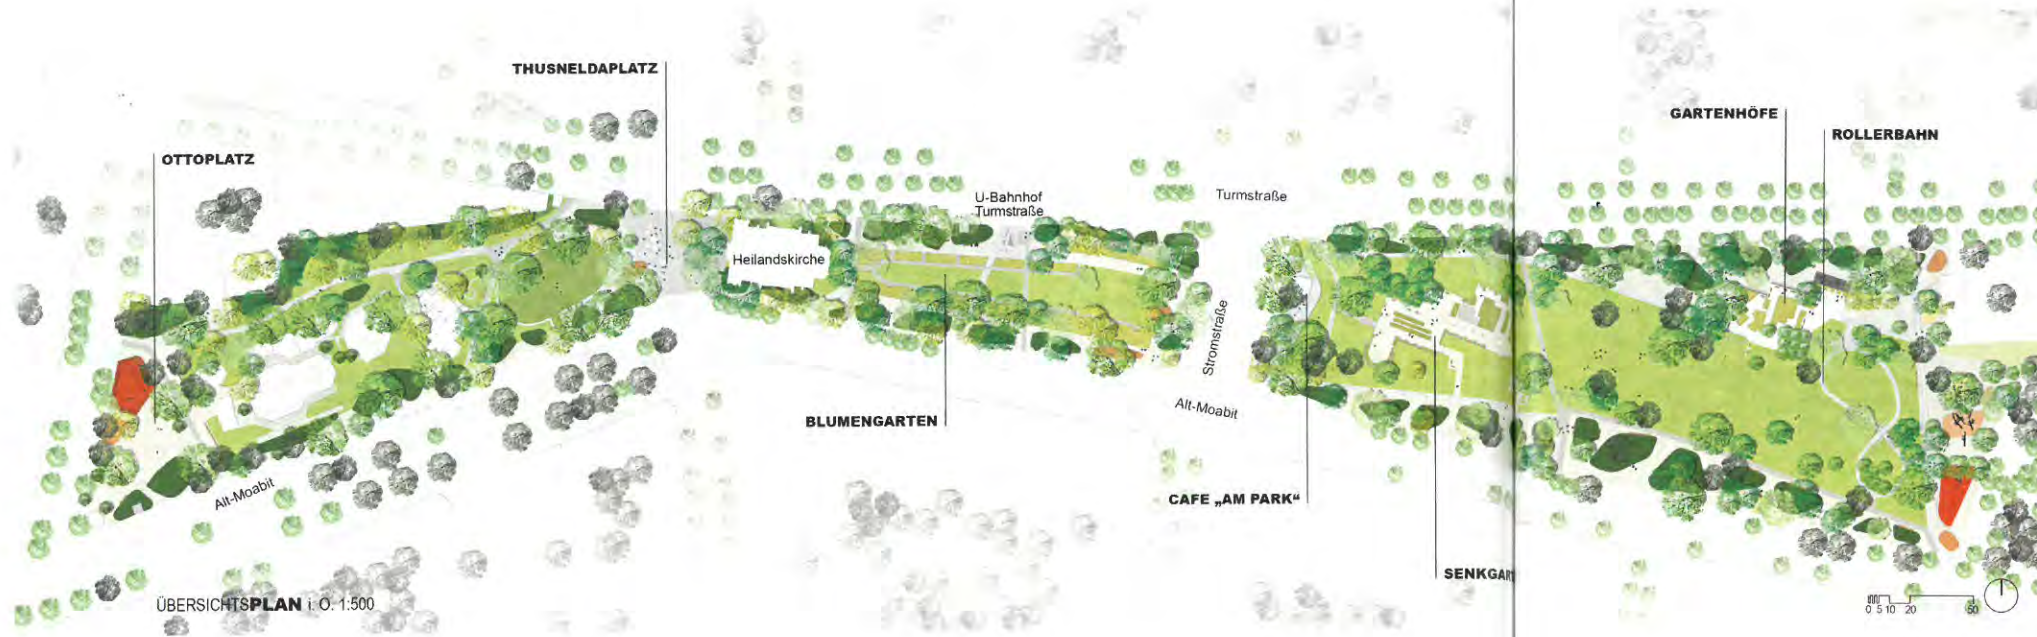 THUSNELDAPLATZ
OTTOPLATZ
GARTENHÖFE
ROLLERBAHN
U-Bahnhof
Turmstraße
Turmstraße
Heilandskirche
Stromstraße
Alt-Moabit
BLUMENGARTEN
CAFE „AM PARK“
Alt-Moabit
SENKGART
ÜBERSICHTSPLAN i. O. 1:500
0 5 10 20 50